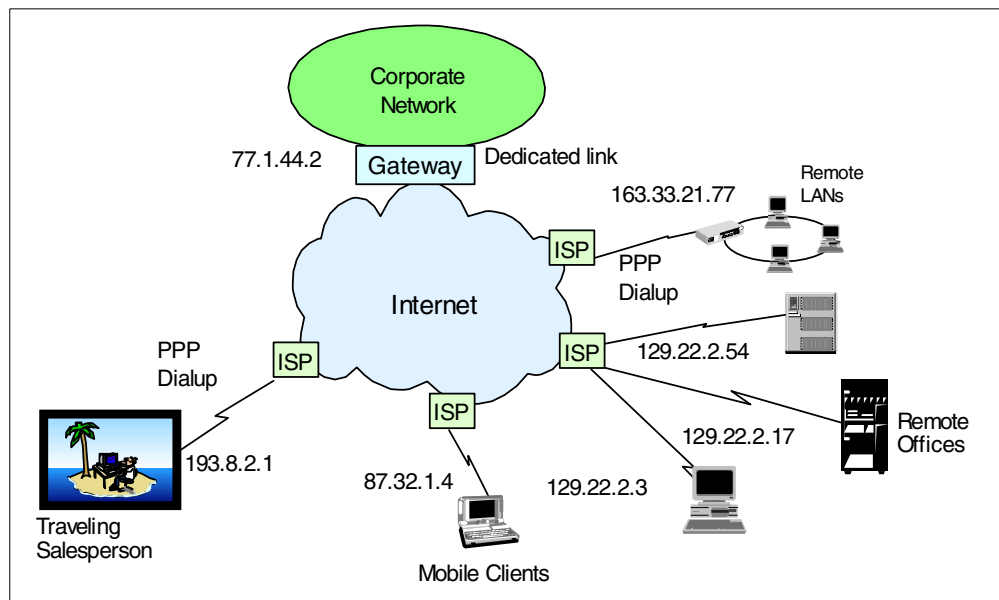 Corporate
Network
77.1.44.2
Gateway
Dedicated link
163.33.21.77
Remote
LANs
ISP
PPP
Dialup
Internet
ISP
129.22.2.54
PPP
Dialup
ISP
ISP
129.22.2.17
Remote
Offices
193.8.2.1
87.32.1.4
129.22.2.3
Traveling
Salesperson
Mobile Clients